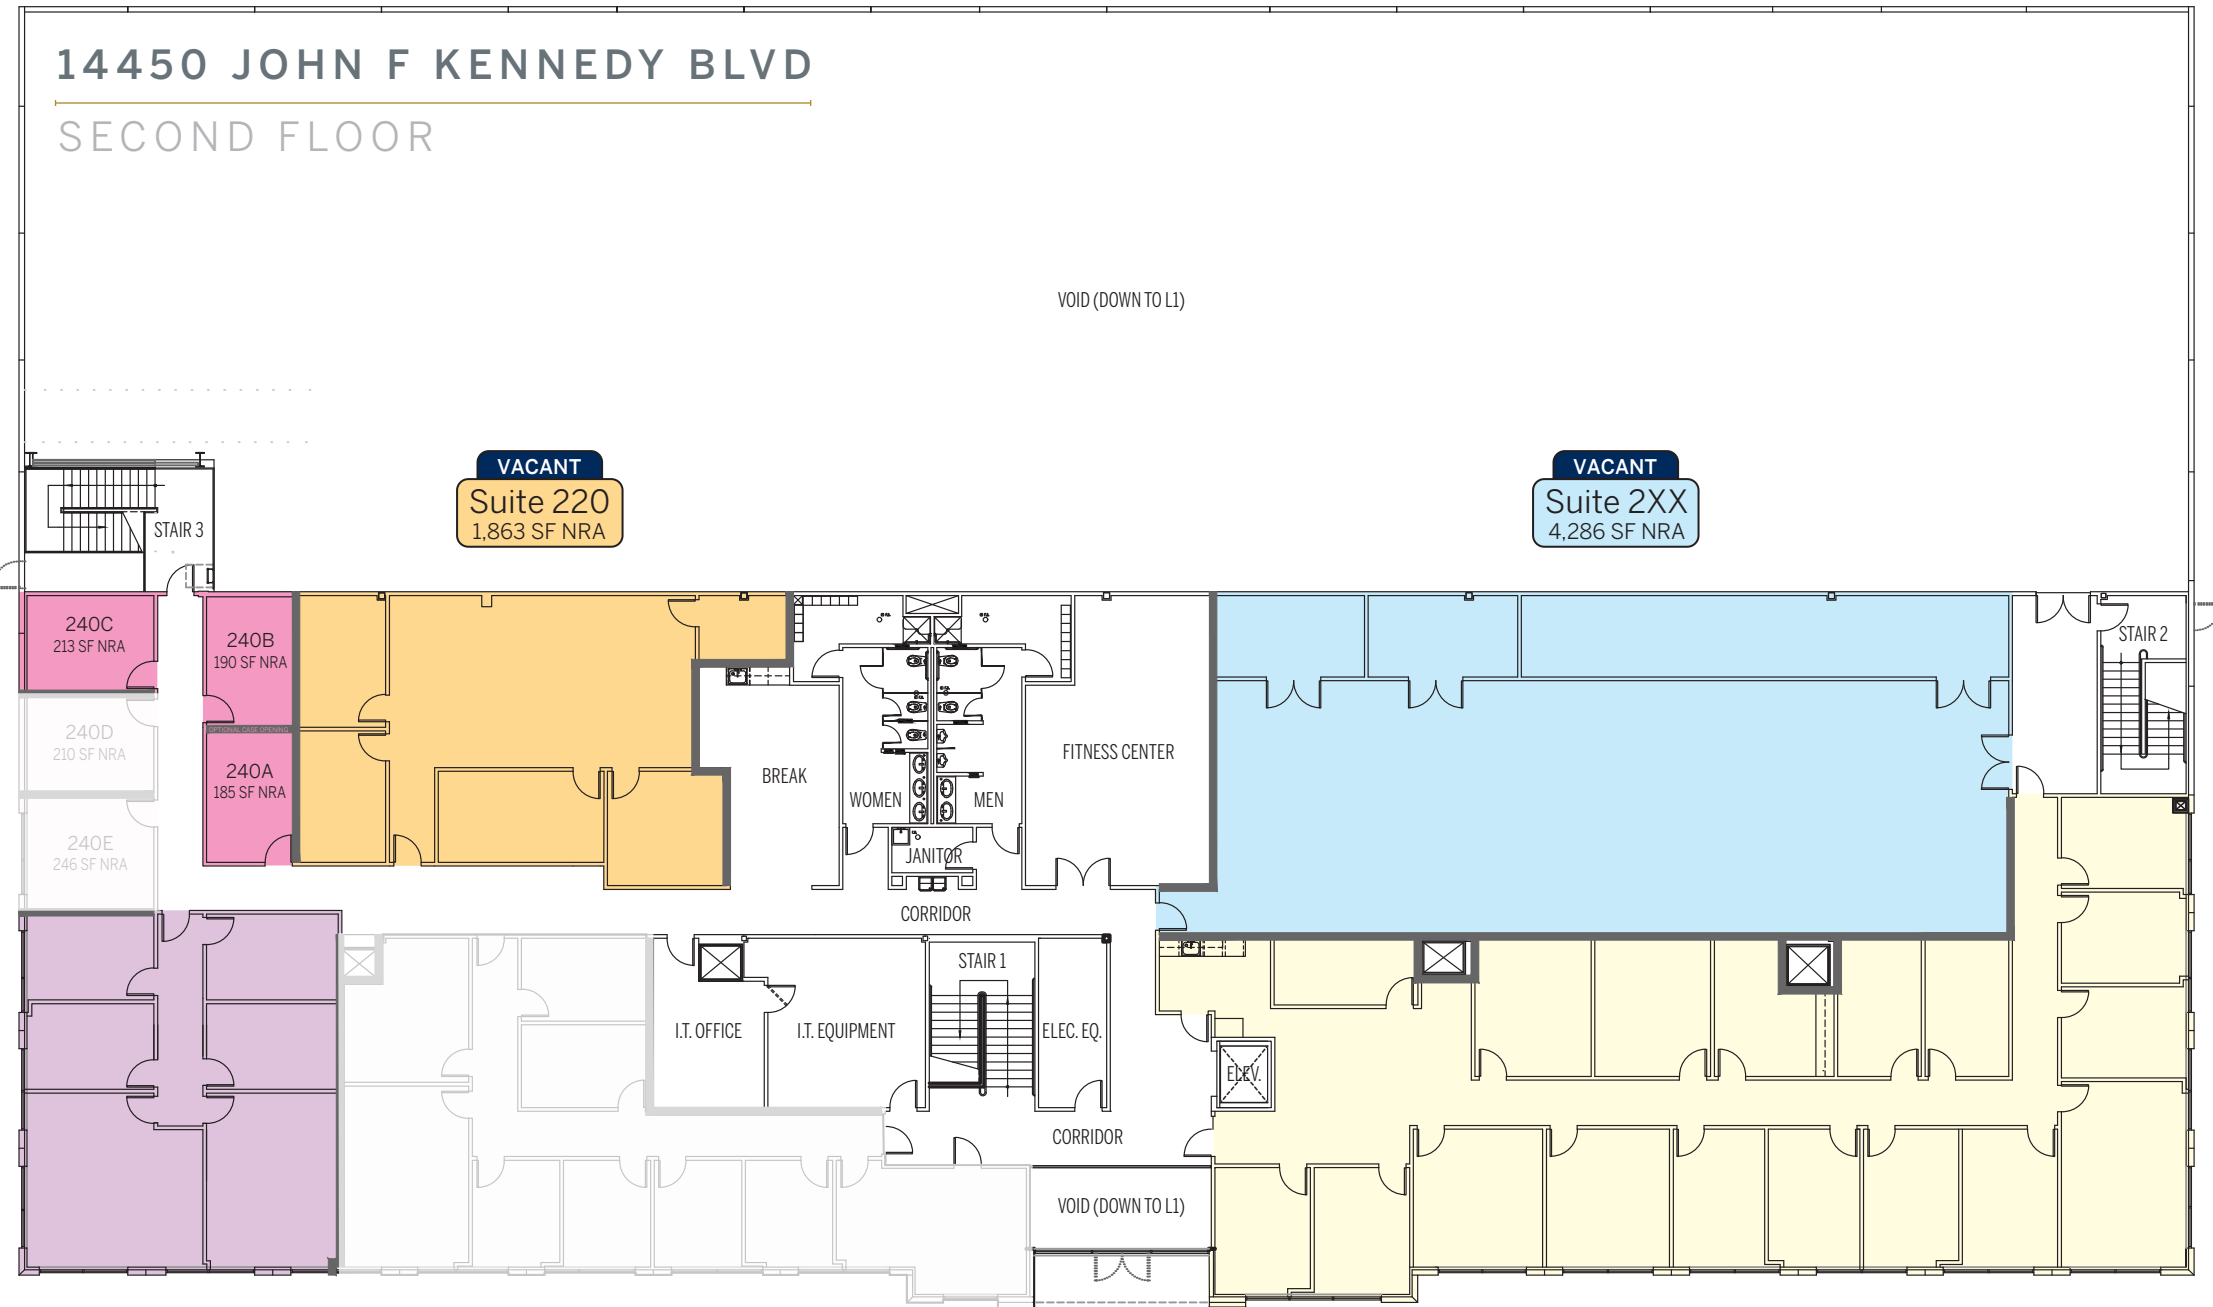 14450 JOHN F KENNEDY BLVD
SECOND FLOOR
VOID (DOWN TO L1)
VACANT
Suite 220
1,863 SF NRA
VACANT
Suite 2XX
4,286 SF NRA
STAIR 3
240C
213 SF NRA
240B
190 SF NRA
240D
210 SF NRA
OPTIONAL CASE OPENING
240A
185 SF NRA
240E
246 SF NRA
BREAK
WOMEN
MEN
JANITOR
FITNESS CENTER
STAIR 2
CORRIDOR
I.T. OFFICE
I.T. EQUIPMENT
STAIR 1
ELEC. EQ.
ELEV.
CORRIDOR
VOID (DOWN TO L1)